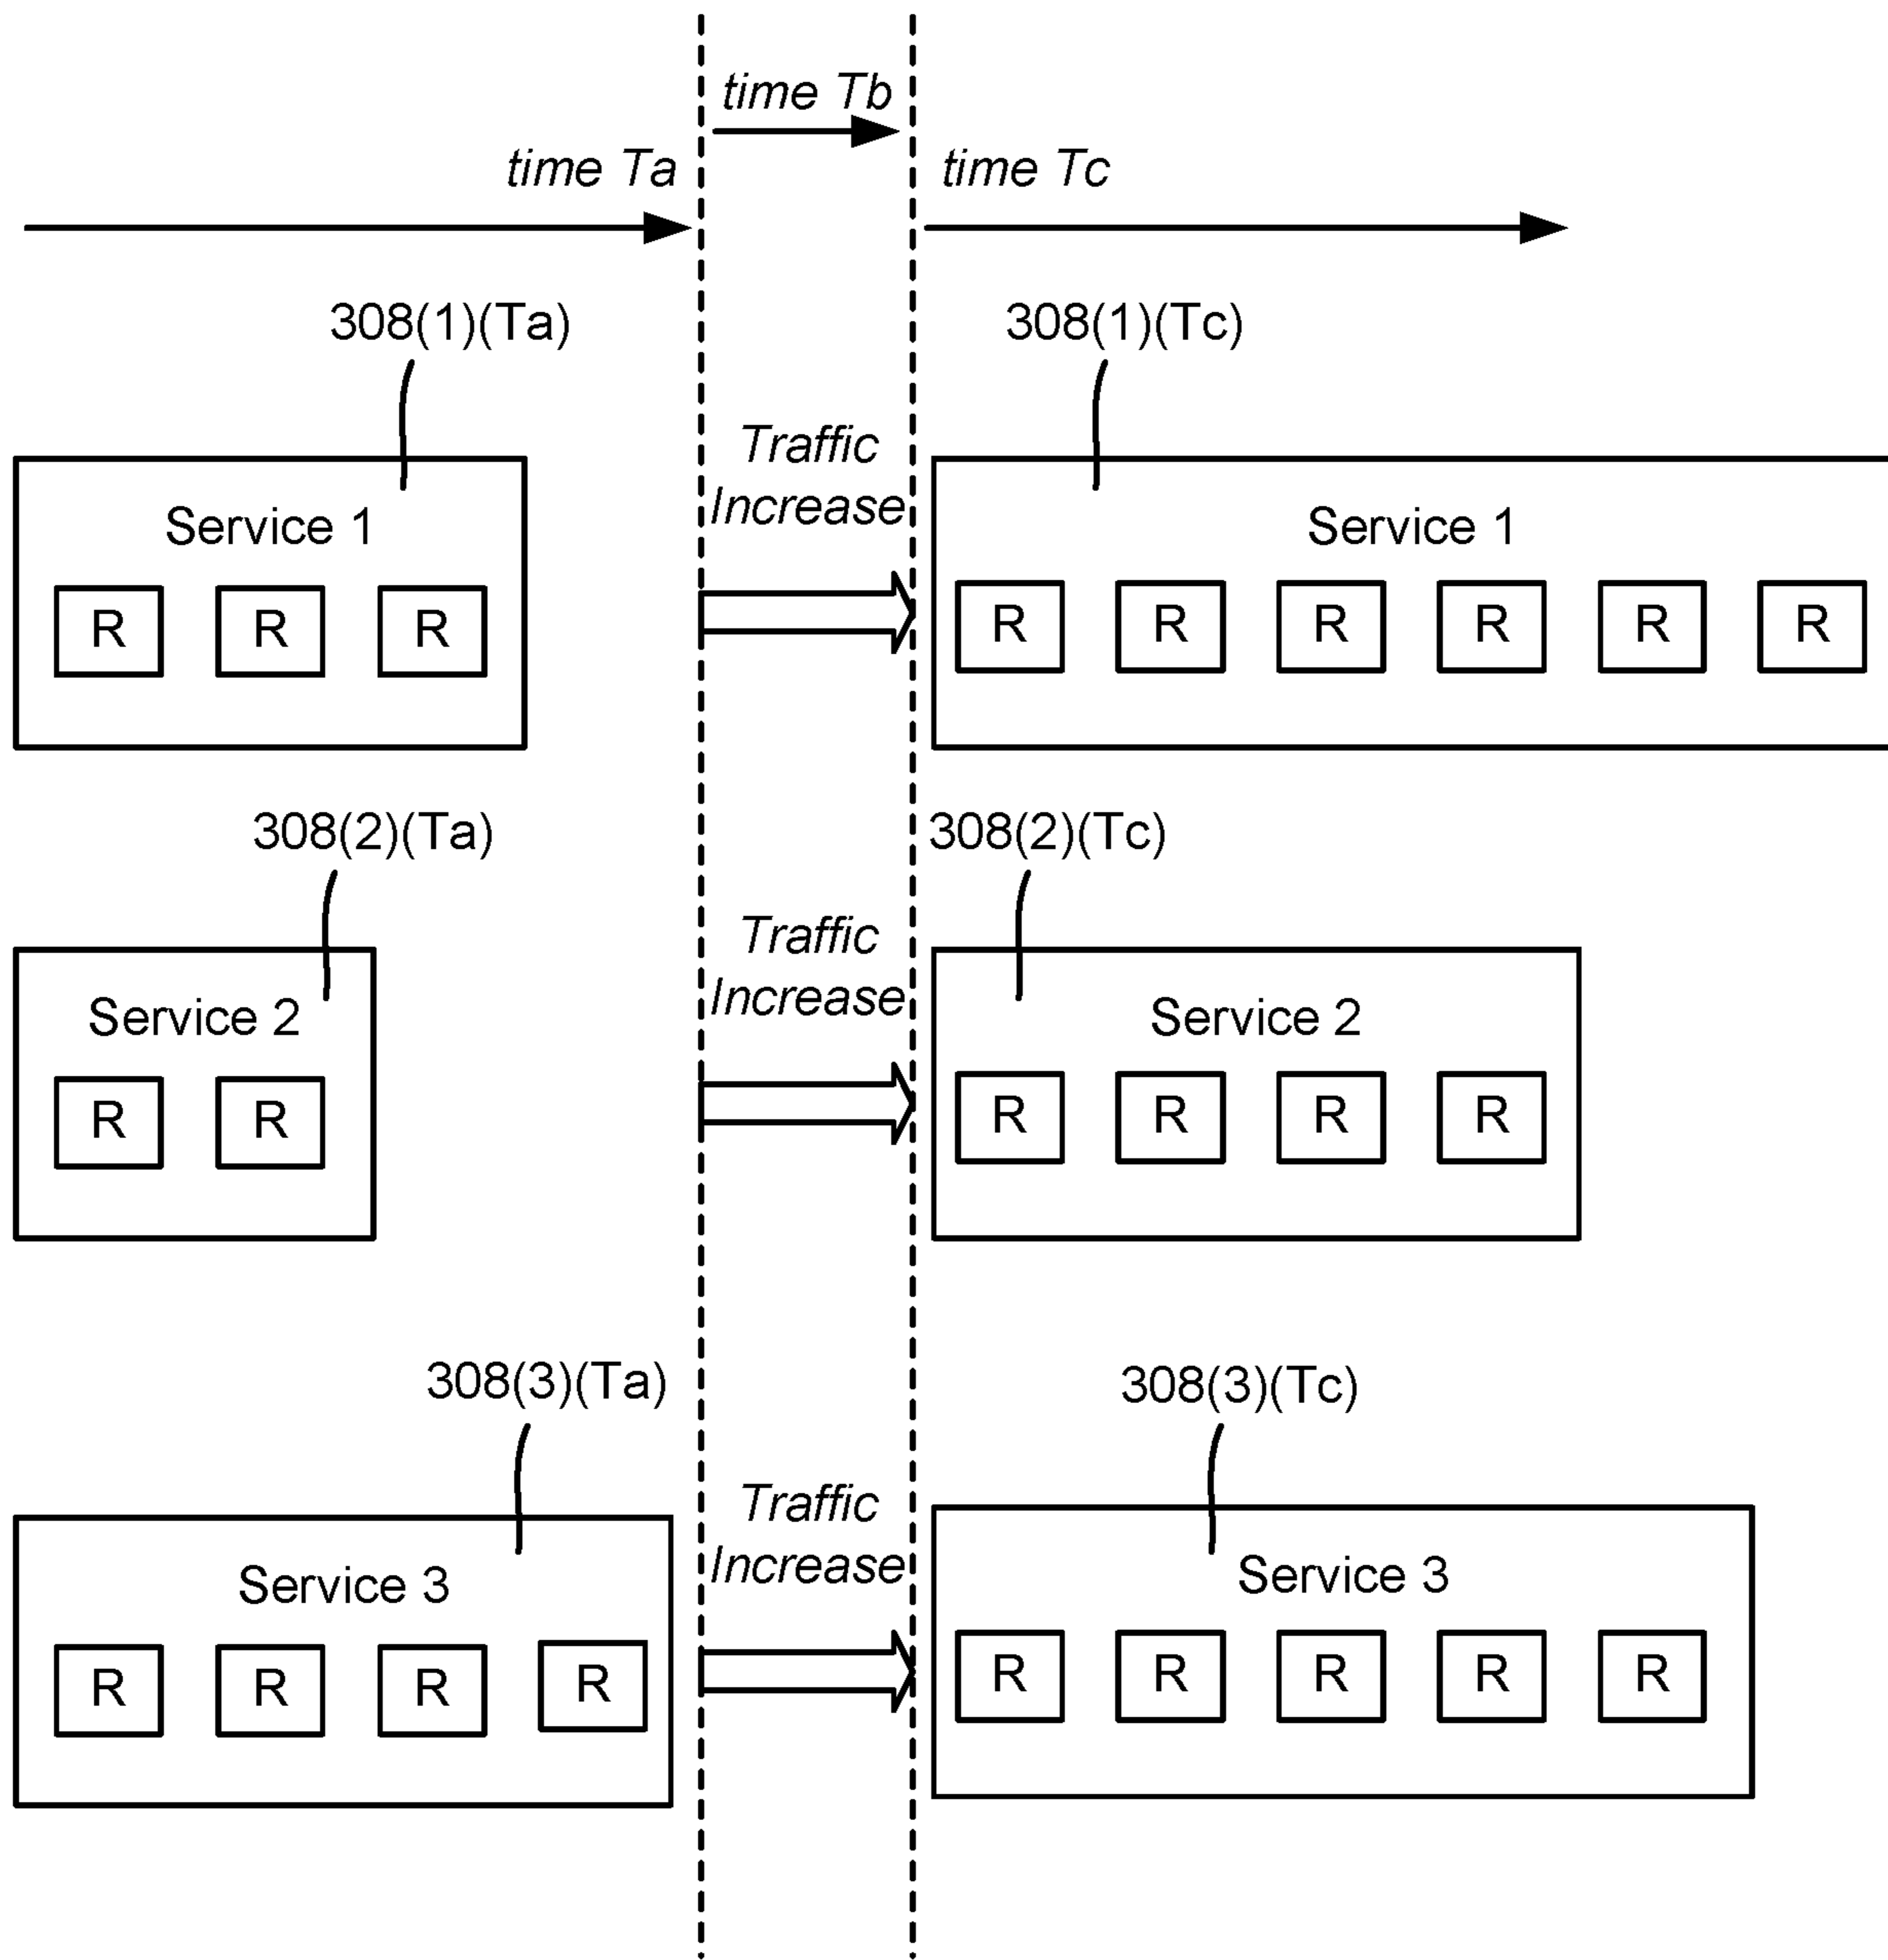 time Tb
time Ta
time Tc
308(1)(Ta)
308(1)(Tc)
Traffic
Increase
Service 1
Service 1
R R R
R R R R R R
308(2)(Ta)
308(2)(Tc)
Traffic
Increase
Service 2
Service 2
R R
R R R R
308(3)(Ta)
308(3)(Tc)
Traffic
Increase
Service 3
Service 3
R R R R
R R R R R